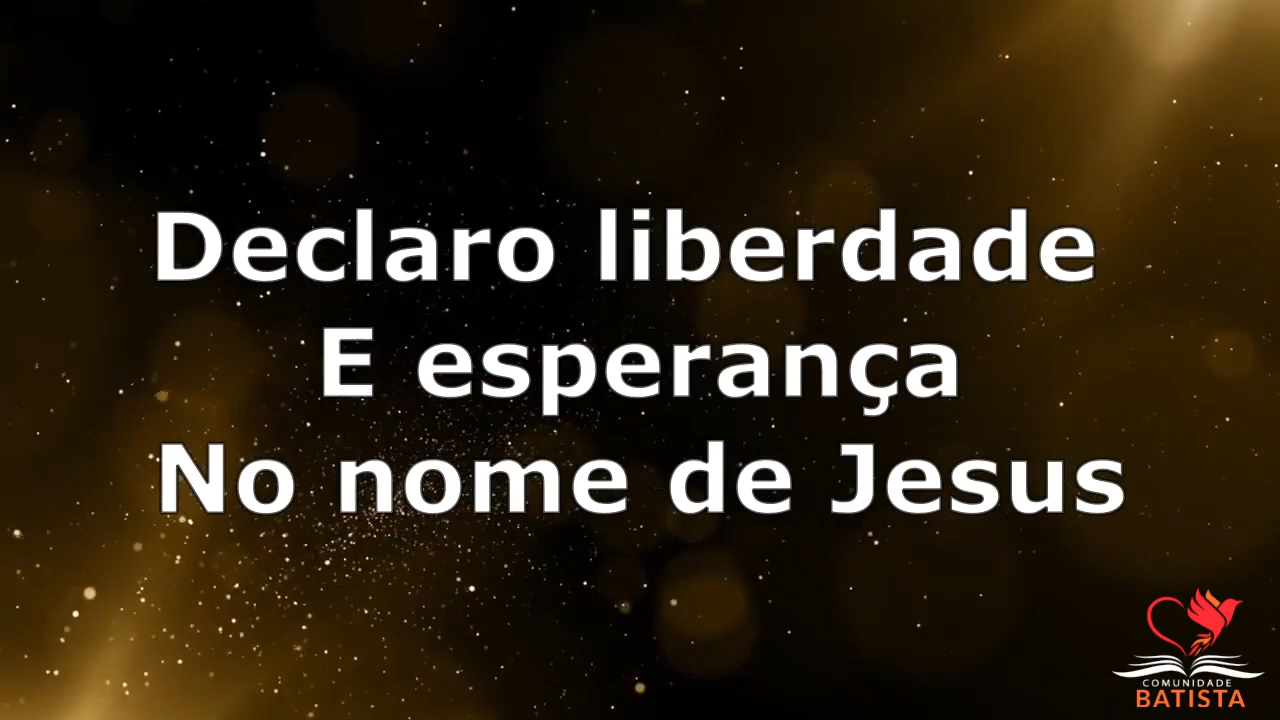 Declaro liberdade
E esperança
No nome de Jesus
COMUNIDADE
BATISTA